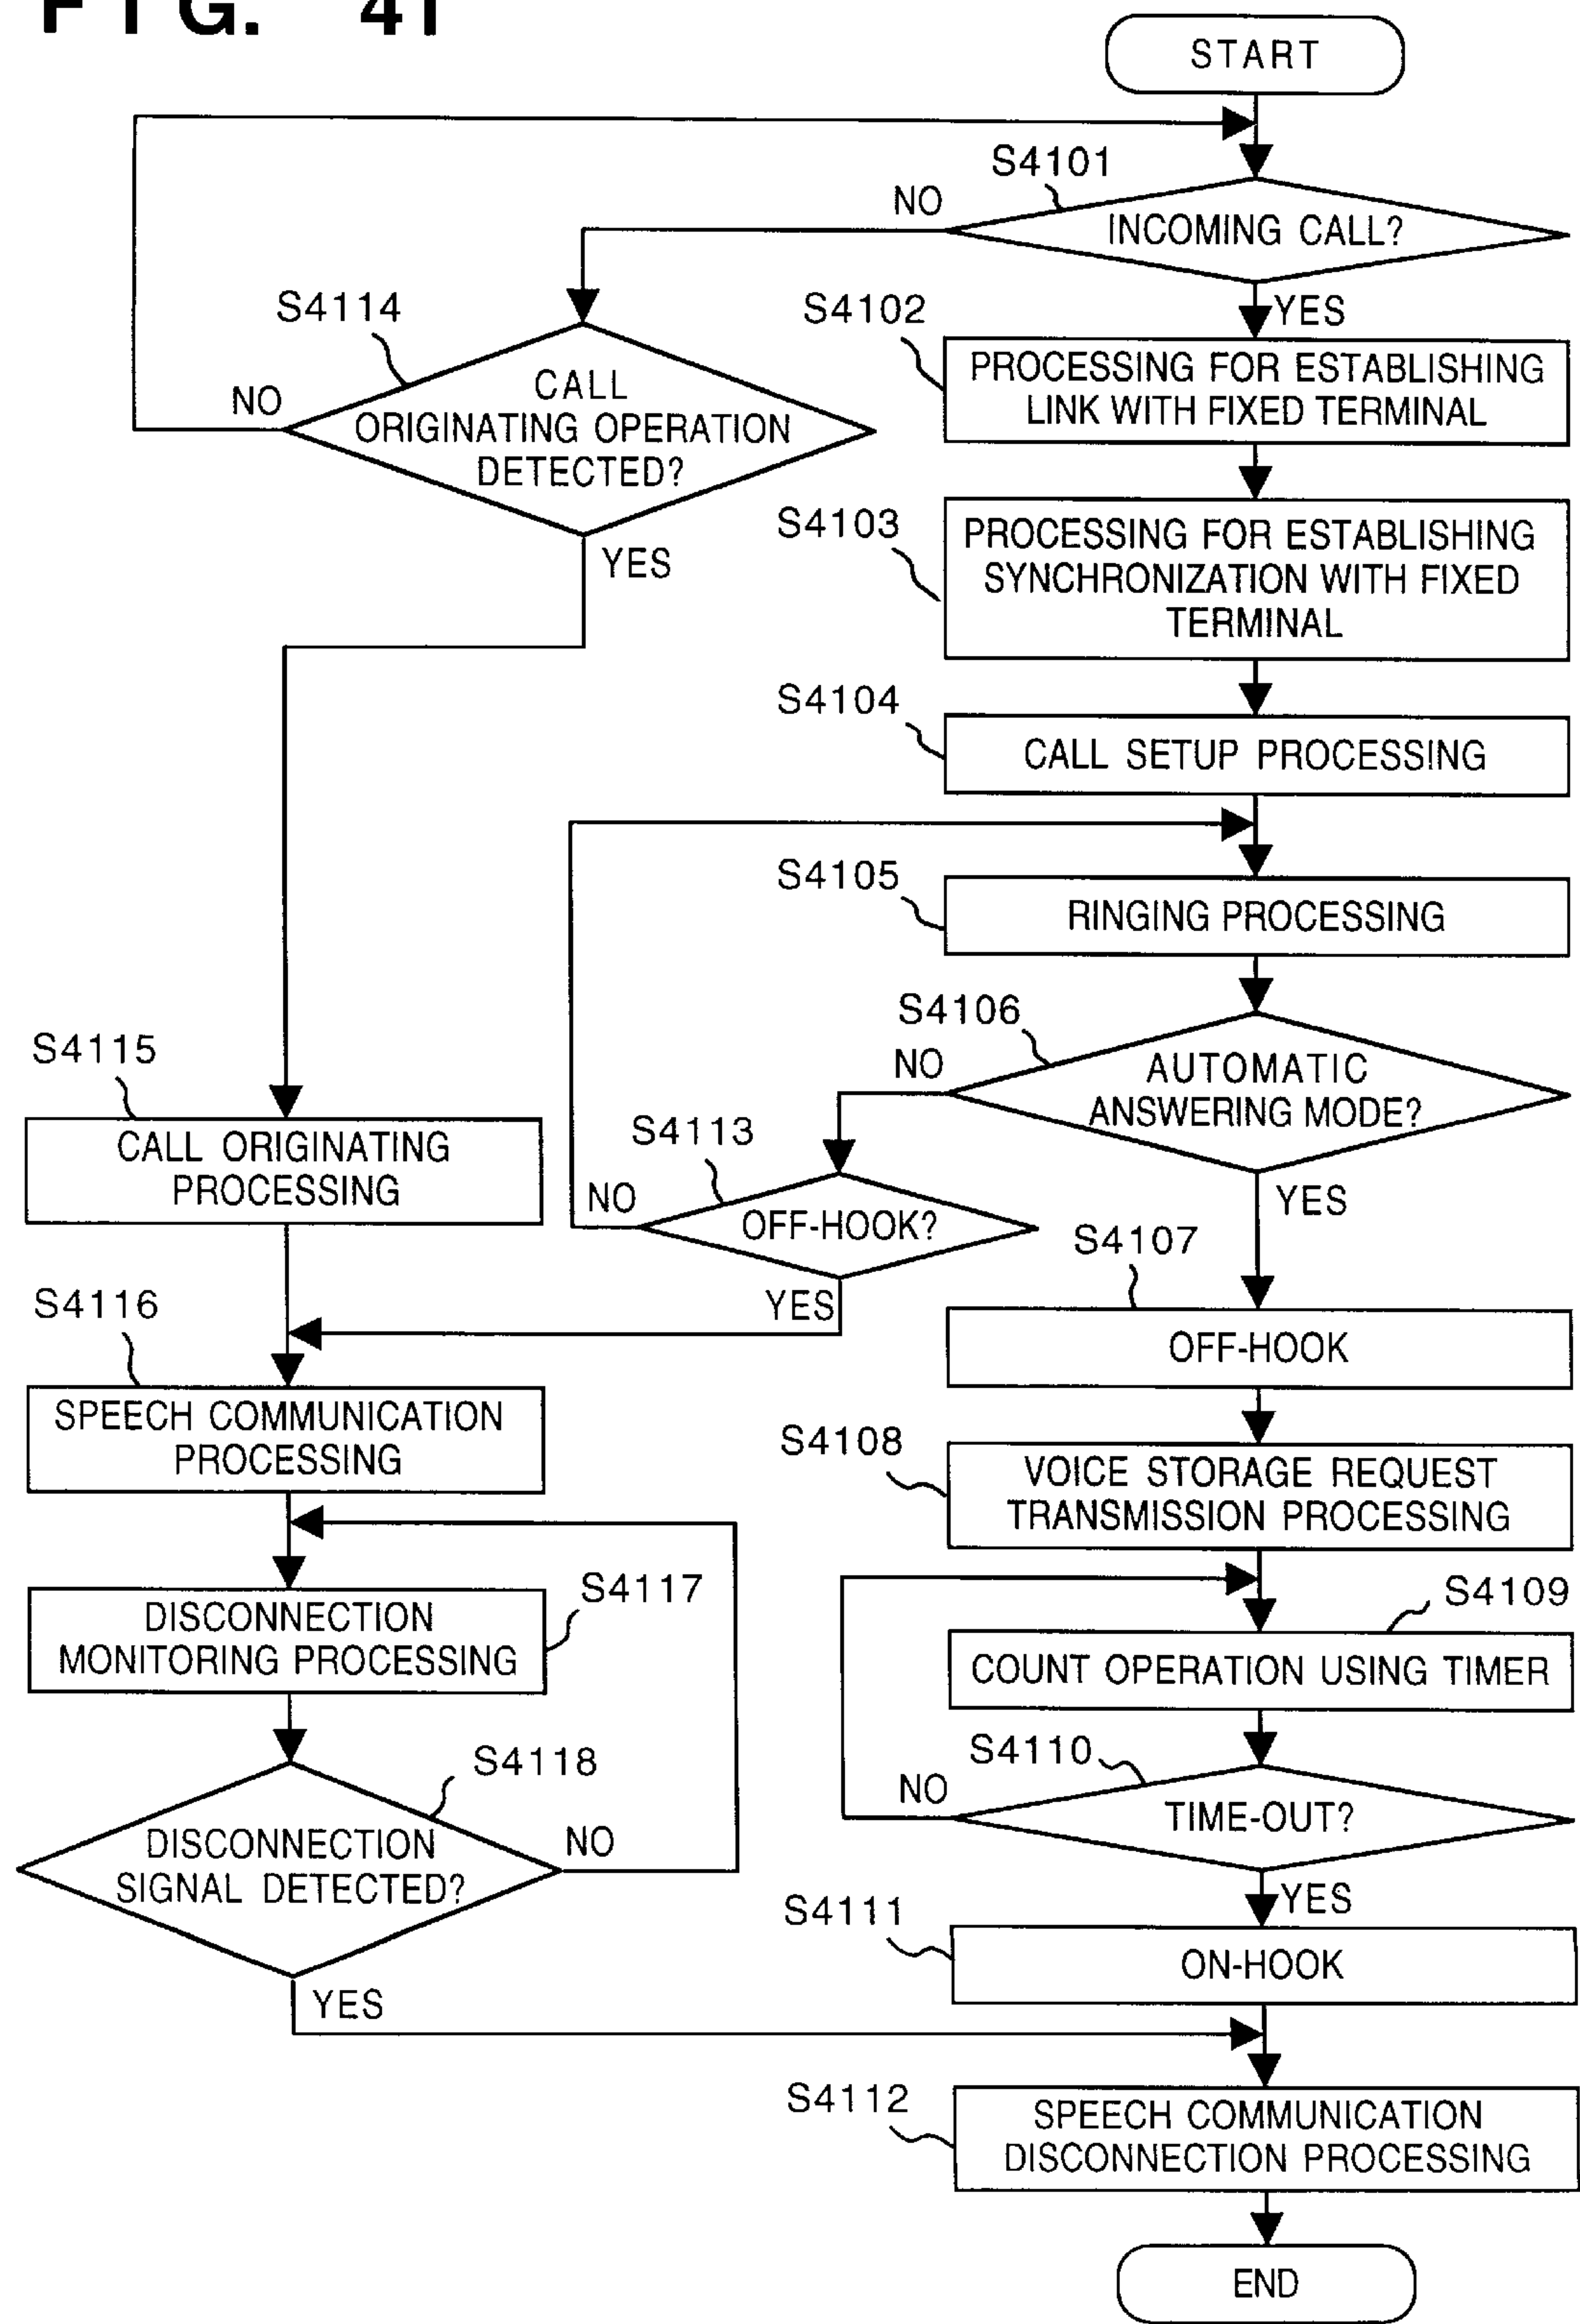 FIG. 41
START
S4101
NO
INCOMING CALL?
YES
S4114
NO
CALL
ORIGINATING OPERATION
DETECTED?
YES
S4102
PROCESSING FOR ESTABLISHING
LINK WITH FIXED TERMINAL
S4103
PROCESSING FOR ESTABLISHING
SYNCHRONIZATION WITH FIXED
TERMINAL
S4104
CALL SETUP PROCESSING
S4105
RINGING PROCESSING
S4106
NO
AUTOMATIC
ANSWERING MODE?
YES
S4113
NO
OFF-HOOK?
YES
S4107
OFF-HOOK
S4108
VOICE STORAGE REQUEST
TRANSMISSION PROCESSING
S4109
COUNT OPERATION USING TIMER
S4110
NO
TIME-OUT?
YES
S4111
ON-HOOK
S4115
CALL ORIGINATING
PROCESSING
S4116
SPEECH COMMUNICATION
PROCESSING
S4117
DISCONNECTION
MONITORING PROCESSING
S4118
DISCONNECTION
SIGNAL DETECTED?
NO
YES
S4112
SPEECH COMMUNICATION
DISCONNECTION PROCESSING
END